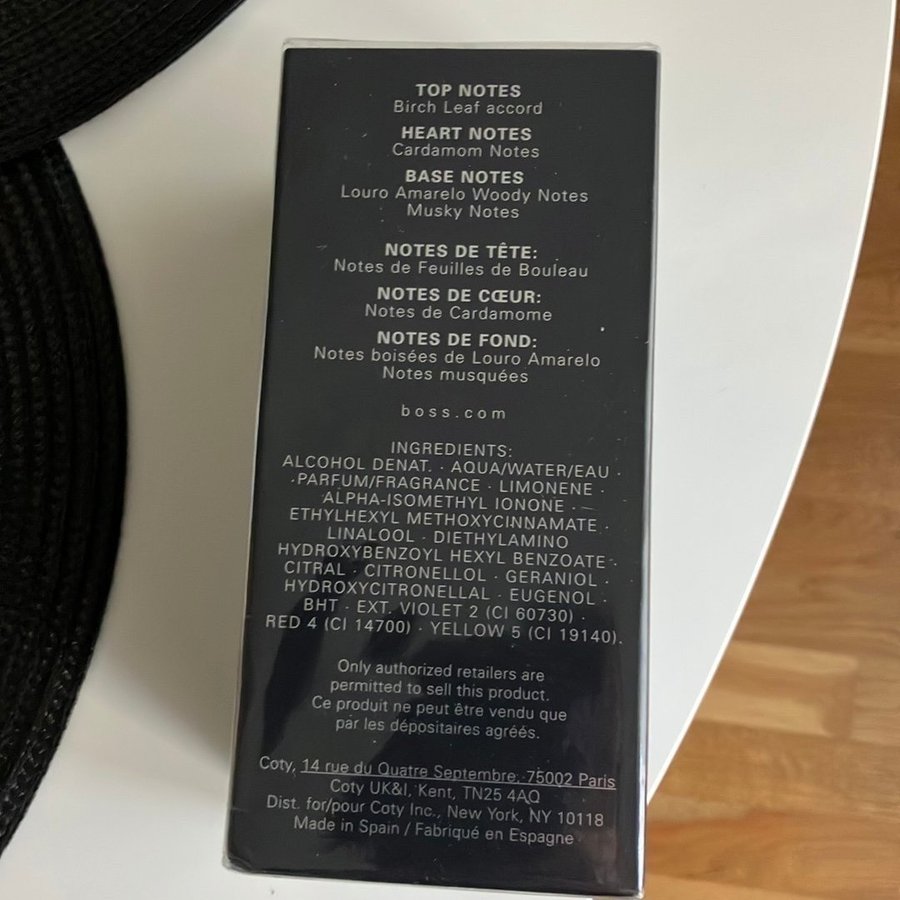 TOP NOTES
Birch Leaf accord
HEART NOTES
Cardamom Notes
BASE NOTES
Louro Amarelo Woody Notes
Musky Notes
NOTES DE TÊTE:
Notes de Feuilles de Bouleau
NOTES DE CŒUR:
Notes de Cardamome
NOTES DE FOND:
Notes boisées de Louro Amarelo
Notes musquées
boss.com
INGREDIENTS:
ALCOHOL DENAT. · AQUA/WATER/EAU ·
·PARFUM/FRAGRANCE · LIMONENE ·
ALPHA-ISOMETHYL IONONE ·
ETHYLHEXYL METHOXYCINNAMATE ·
LINALOOL · DIETHYLAMINO
HYDROXYBENZOYL HEXYL BENZOATE·
CITRAL · CITRONELLOL · GERANIOL ·
HYDROXYCITRONELLAL · EUGENOL ·
BHT · EXT. VIOLET 2 (CI 60730) ·
RED 4 (CI 14700) · YELLOW 5 (CI 19140).
Only authorized retailers are
permitted to sell this product.
Ce produit ne peut être vendu que
par les dépositaires agréés.
Coty, 14 rue du Quatre Septembre, 75002 Paris
Coty UK&I, Kent, TN25 4AQ
Dist. for/pour Coty Inc., New York, NY 10118
Made in Spain / Fabriqué en Espagne